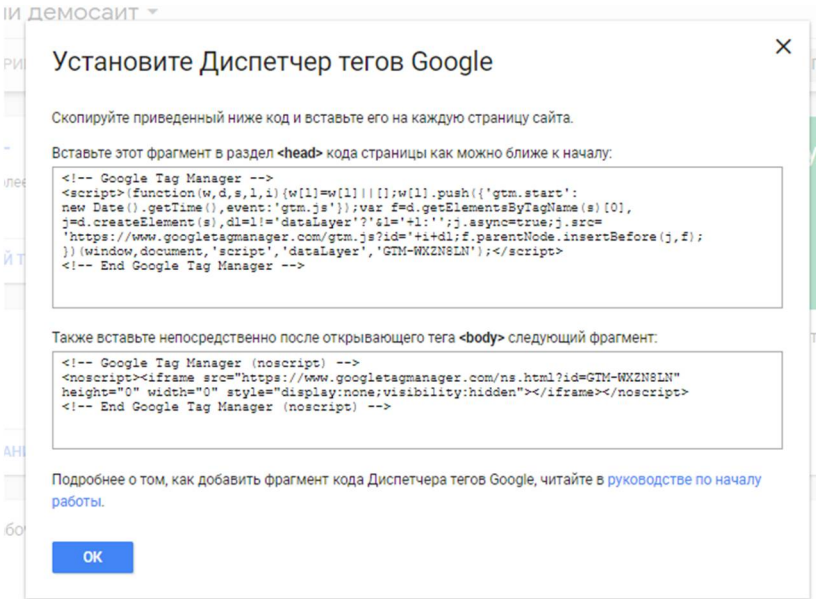 ли демосайт
Установите Диспетчер тегов Google
Скопируйте приведенный ниже код и вставьте его на каждую страницу сайта.
Вставьте этот фрагмент в раздел <head> кода страницы как можно ближе к началу:
<!-- Google Tag Manager -->
<script>(function(w,d,s,l,i){w[l]=w[l]||[];w[l].push({'gtm.start':
new Date().getTime(),event:'gtm.js'});var f=d.getElementsByTagName(s)[0],
j=d.createElement(s),dl=l!='dataLayer'?'&l='+l:'';j.async=true;j.src=
'https://www.googletagmanager.com/gtm.js?id='+i+dl;f.parentNode.insertBefore(j,f);
})(window,document,'script','dataLayer','GTM-WXZN8LN');</script>
<!-- End Google Tag Manager -->
Также вставьте непосредственно после открывающего тега <body> следующий фрагмент:
<!-- Google Tag Manager (noscript) -->
<noscript><iframe src="https://www.googletagmanager.com/ns.html?id=GTM-WXZN8LN"
height="0" width="0" style="display:none;visibility:hidden"></iframe></noscript>
<!-- End Google Tag Manager (noscript) -->
Подробнее о том, как добавить фрагмент кода Диспетчера тегов Google, читайте в руководстве по началу
работы.
ОК